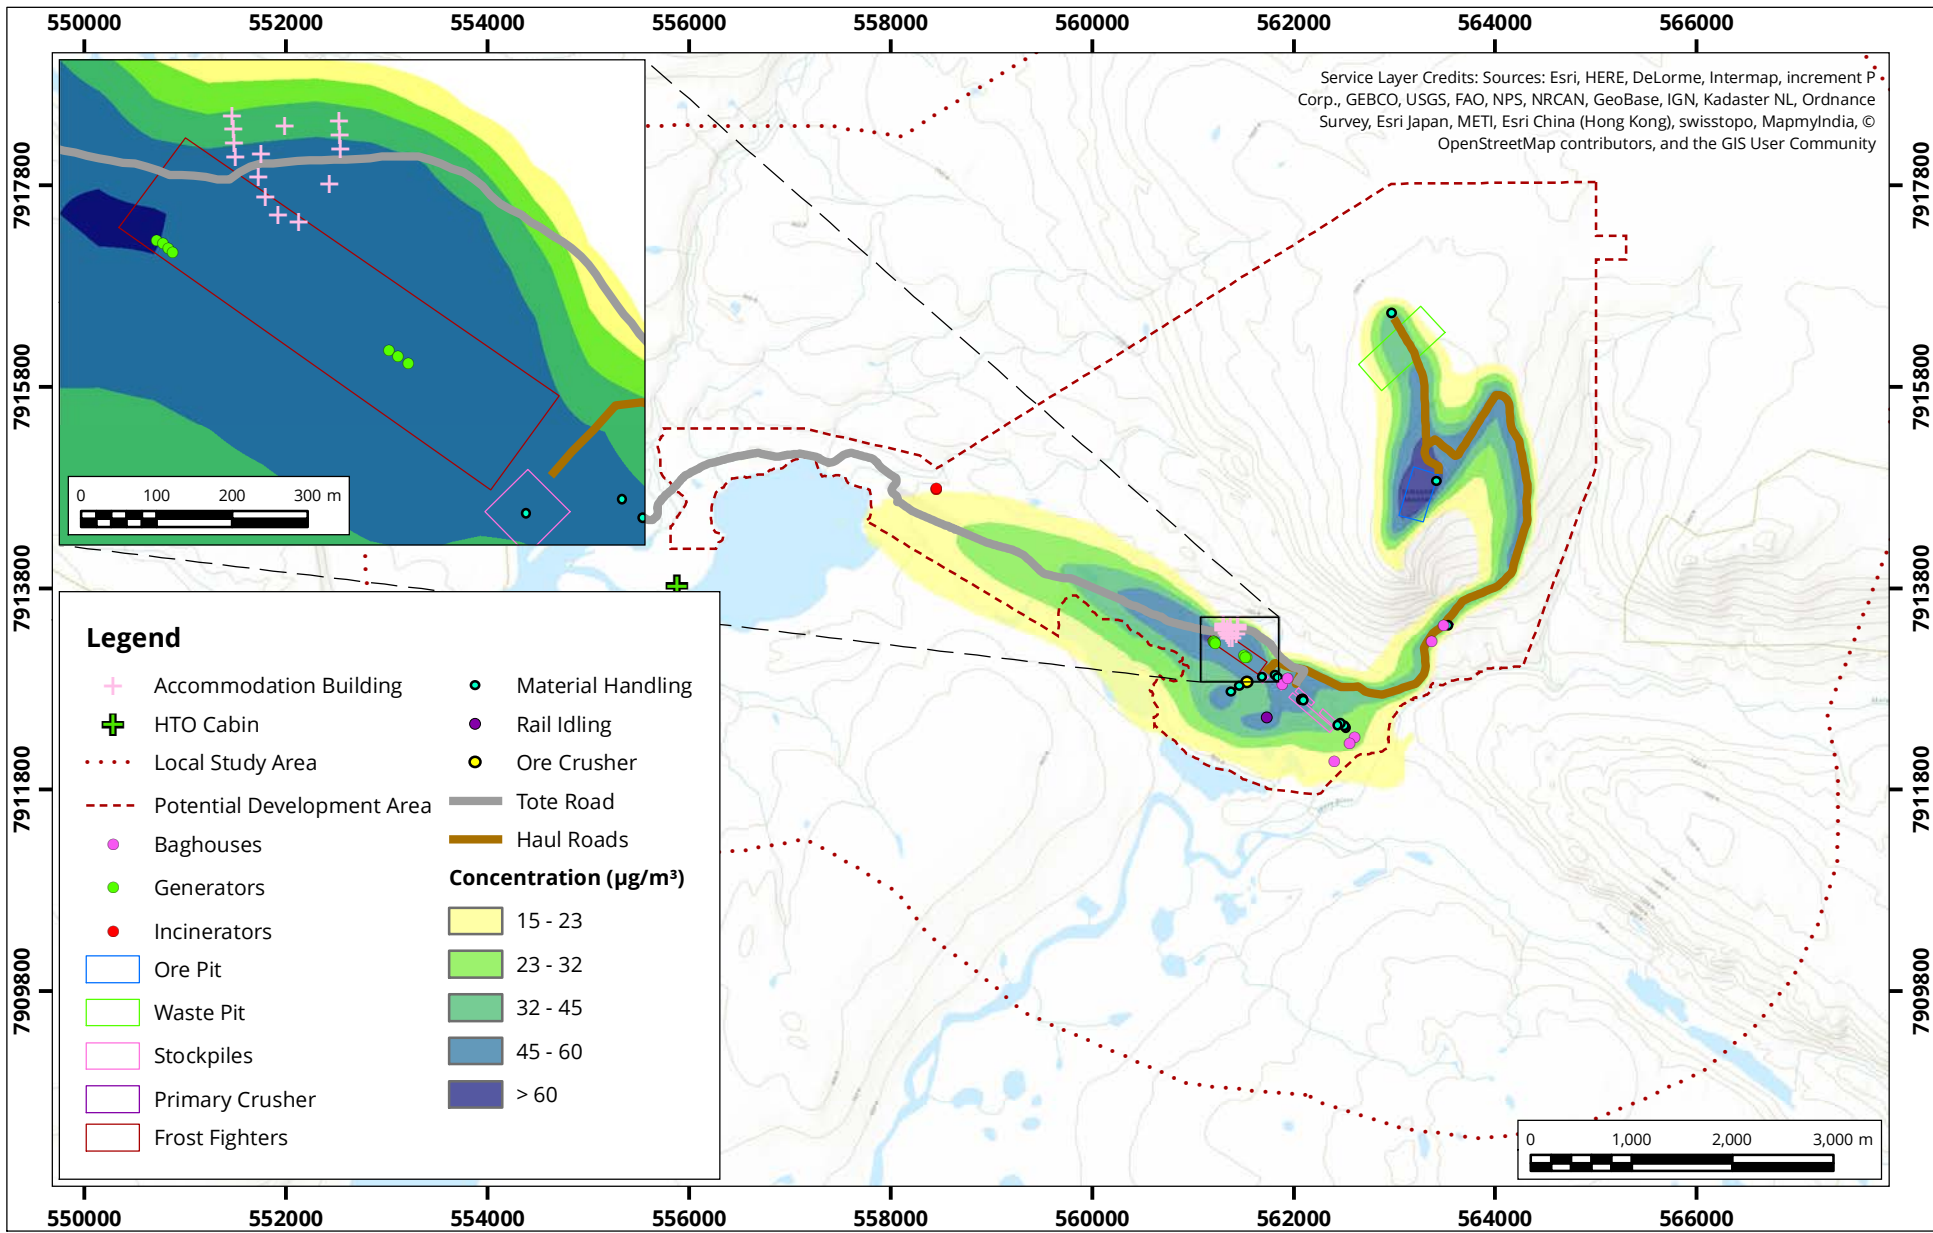 550000 552000 554000 556000 558000 560000 562000 564000 566000
Service Layer Credits: Sources: Esri, HERE, DeLorme, Intermap, increment P
Corp., GEBCO, USGS, FAO, NPS, NRCAN, GeoBase, IGN, Kadaster NL, Ordnance
Survey, Esri Japan, METI, Esri China (Hong Kong), swisstopo, MapmyIndia, ©
OpenStreetMap contributors, and the GIS User Community
7917800 7917800
7915800 7915800
0 100 200 300 m
7913800 7913800
Legend
Accommodation Building
HTO Cabin
Local Study Area
Potential Development Area
Baghouses
Generators
Incinerators
Ore Pit
Waste Pit
Stockpiles
Primary Crusher
Frost Fighters
Material Handling
Rail Idling
Ore Crusher
Tote Road
Haul Roads
Concentration (µg/m³)
15 - 23
23 - 32
32 - 45
45 - 60
> 60
7911800 7911800
7909800 7909800
0 1,000 2,000 3,000 m
550000 552000 554000 556000 558000 560000 562000 564000 566000